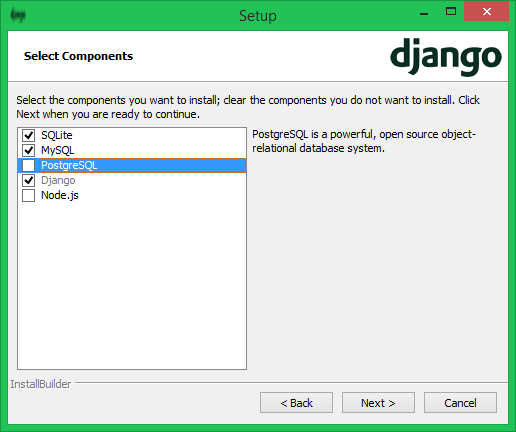 Setup
Select Components
django
Select the components you want to install; clear the components you do not want to install. Click
Next when you are ready to continue.
SQLite
MySQL
PostgreSQL
Django
Node.js
PostgreSQL is a powerful, open source object-
relational database system.
InstallBuilder
< Back
Next >
Cancel